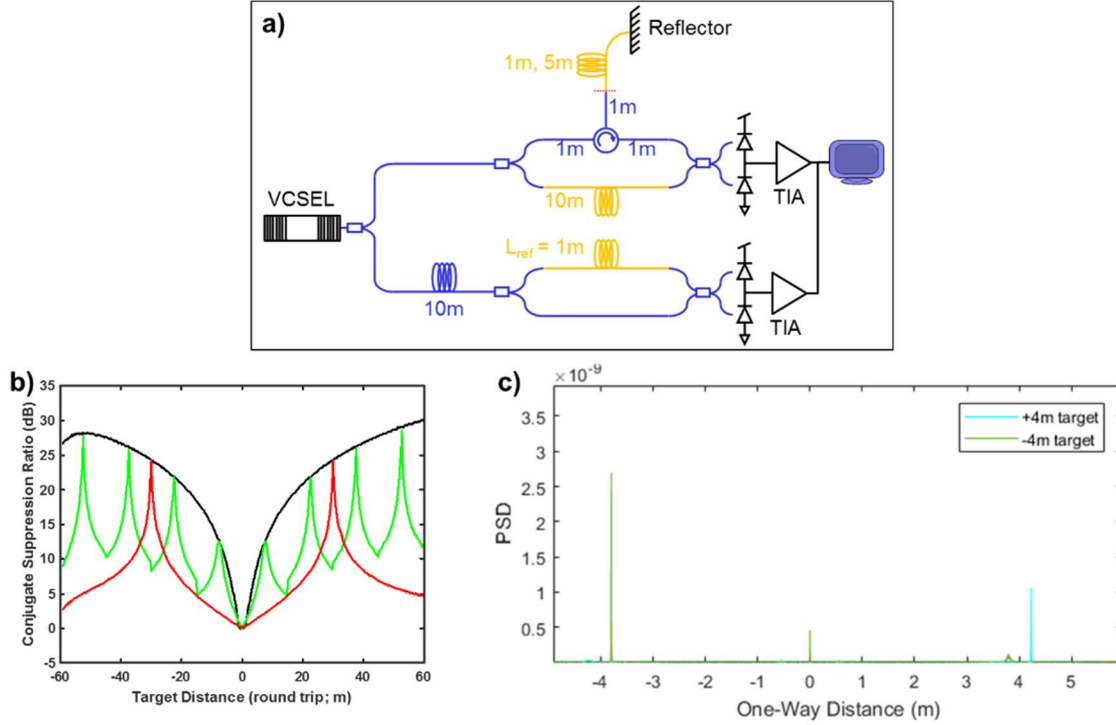 a)
Reflector
1m, 5m
1m
1m
1m
VCSEL
10m
TIA
L_ref = 1m
10m
TIA
b)
35
30
25
20
15
10
5
0
-5
Conjugate Suppression Ratio (dB)
-60
-40
-20
0
20
40
60
Target Distance (round trip; m)
c)
×10^-9
3.5
3
2.5
2
1.5
1
0.5
PSD
+4m target
-4m target
-4
-3
-2
-1
0
1
2
3
4
5
One-Way Distance (m)